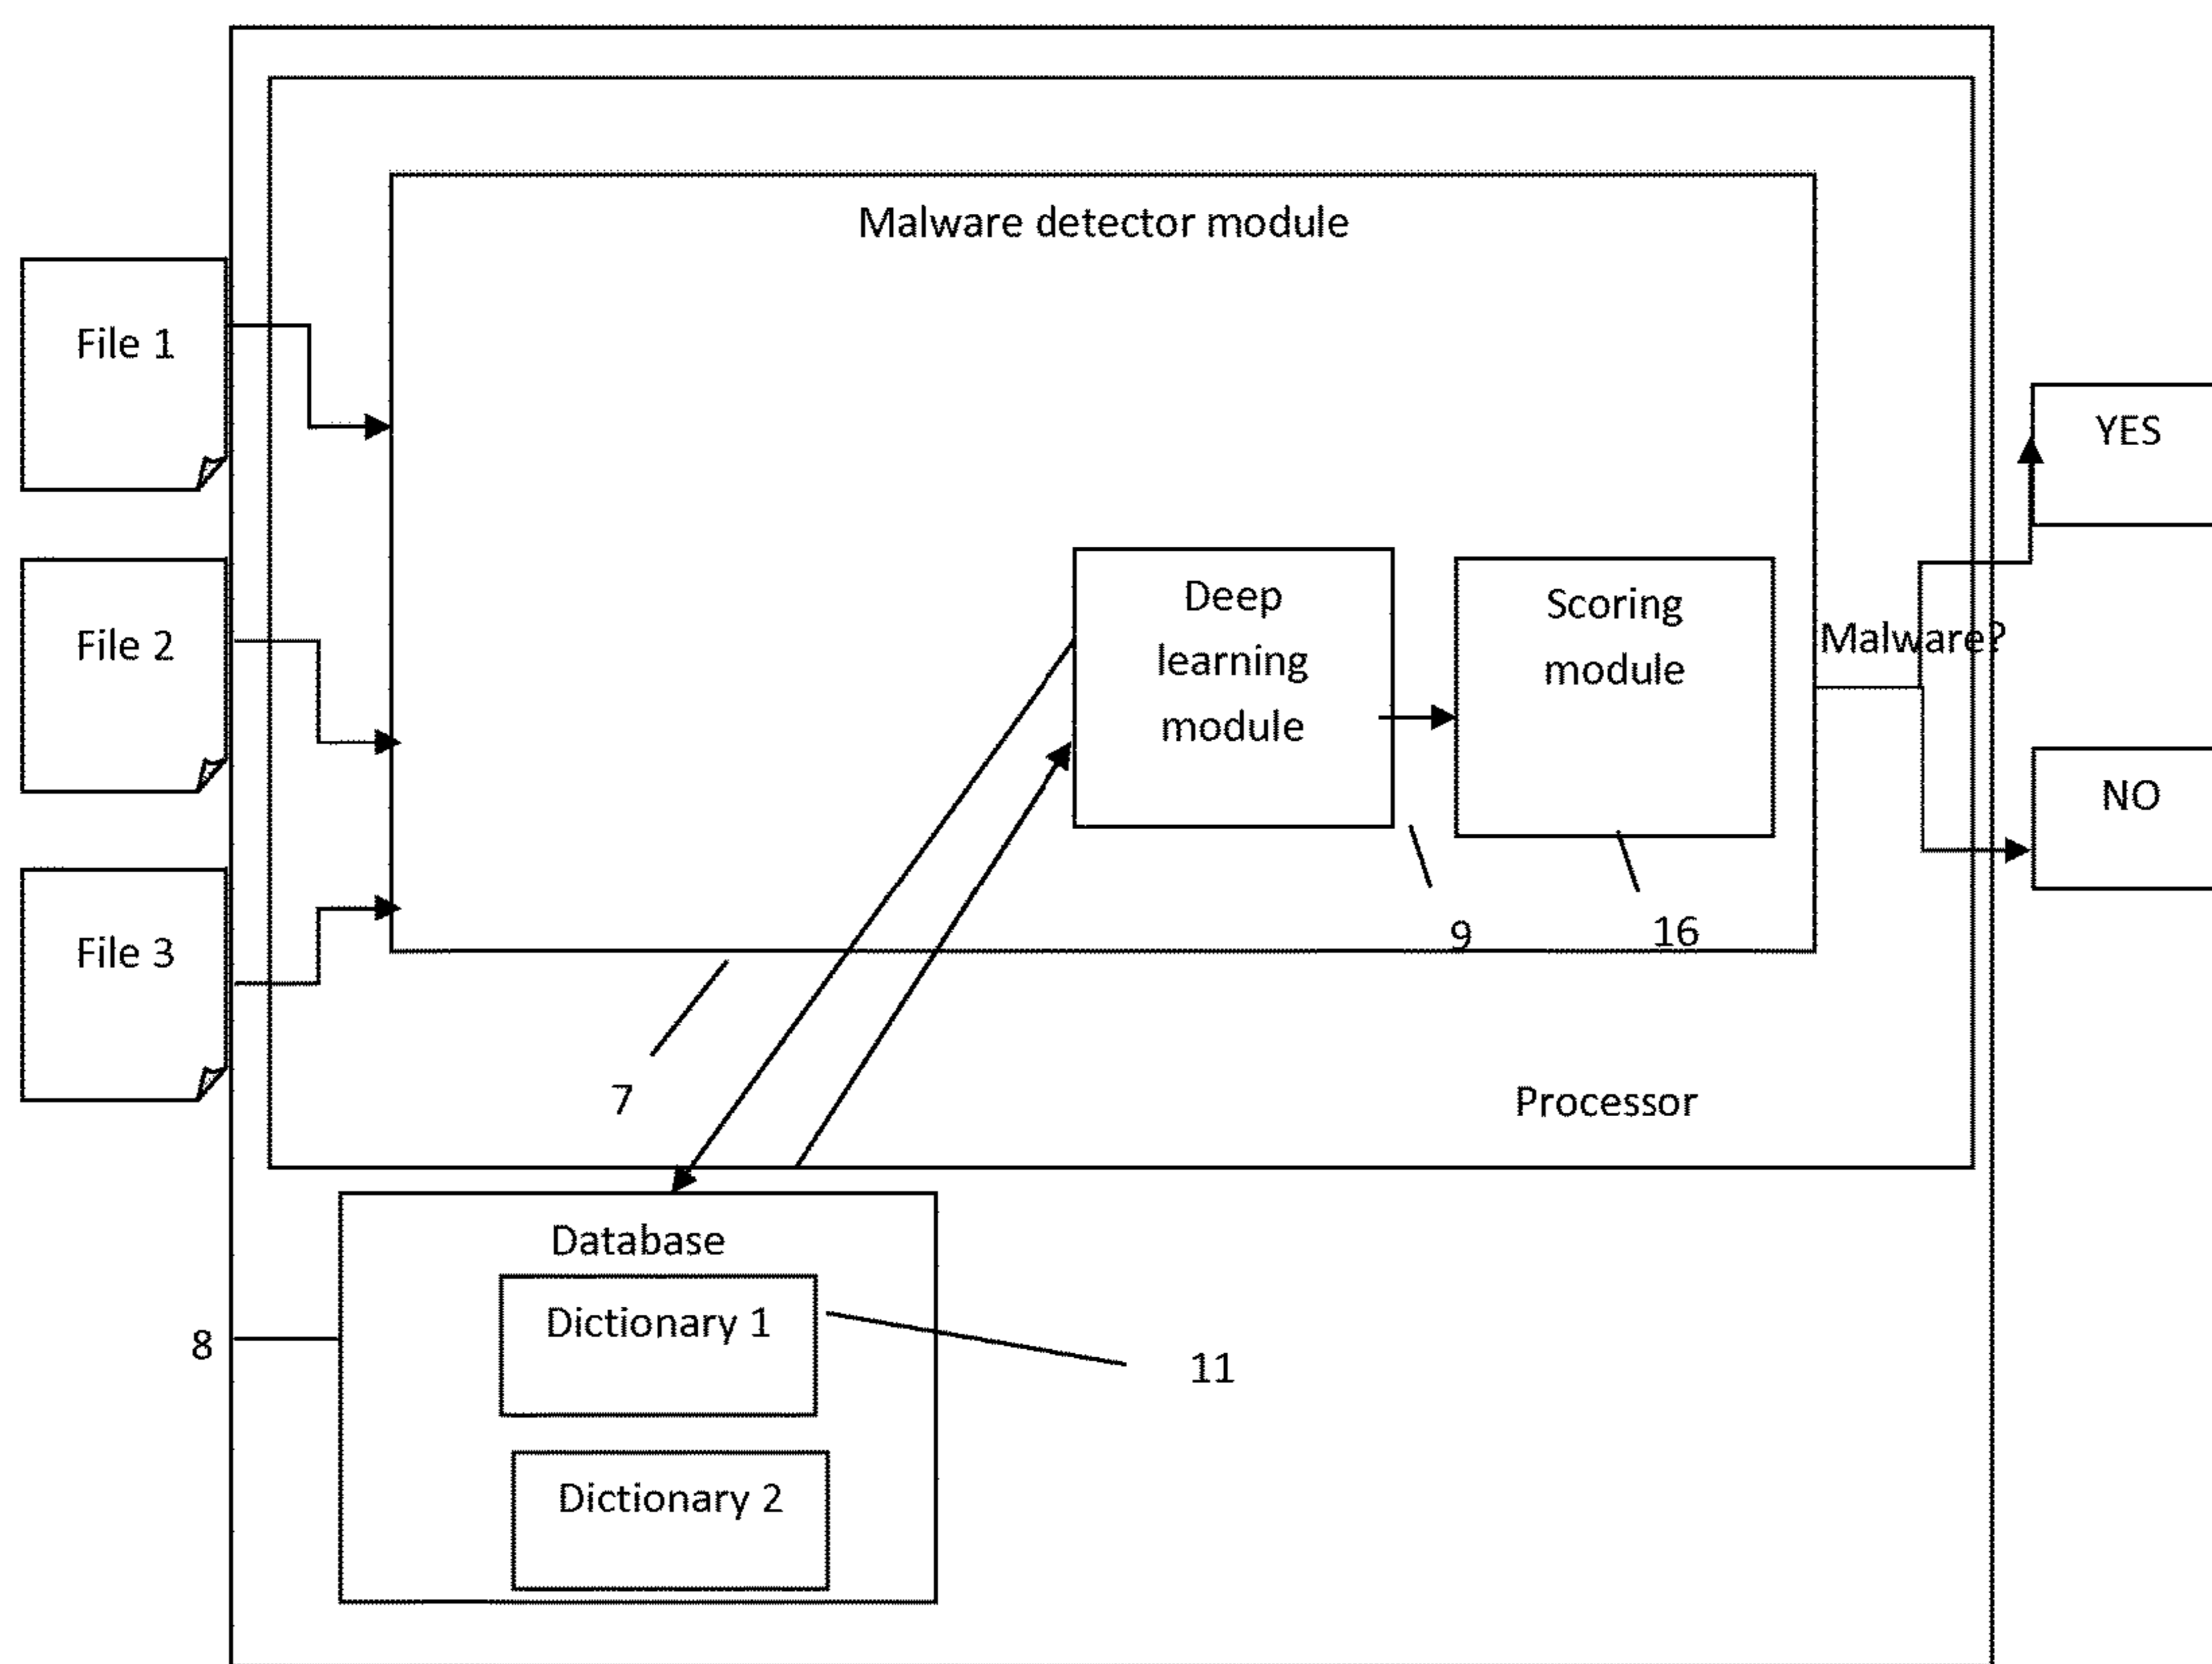 Malware detector module
File 1
YES
Deep
learning
module
Scoring
module
Malware?
File 2
NO
9
16
File 3
7
Processor
Database
Dictionary 1
8
11
Dictionary 2